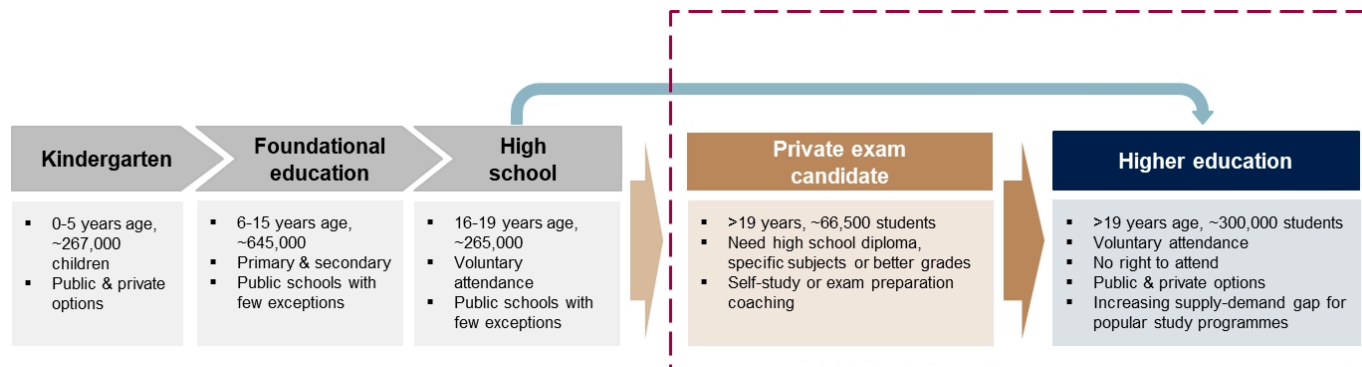 Kindergarten
▪ 0-5 years age,
~267,000
children
▪ Public & private
options
Foundational
education
▪ 6-15 years age,
~645,000
▪ Primary & secondary
▪ Public schools with
few exceptions
High
school
▪ 16-19 years age,
~265,000
▪ Voluntary
attendance
▪ Public schools with
few exceptions
Private exam
candidate
▪ >19 years, ~66,500 students
▪ Need high school diploma,
specific subjects or better grades
▪ Self-study or exam preparation
coaching
Higher education
▪ >19 years age, ~300,000 students
▪ Voluntary attendance
▪ No right to attend
▪ Public & private options
▪ Increasing supply-demand gap for
popular study programmes